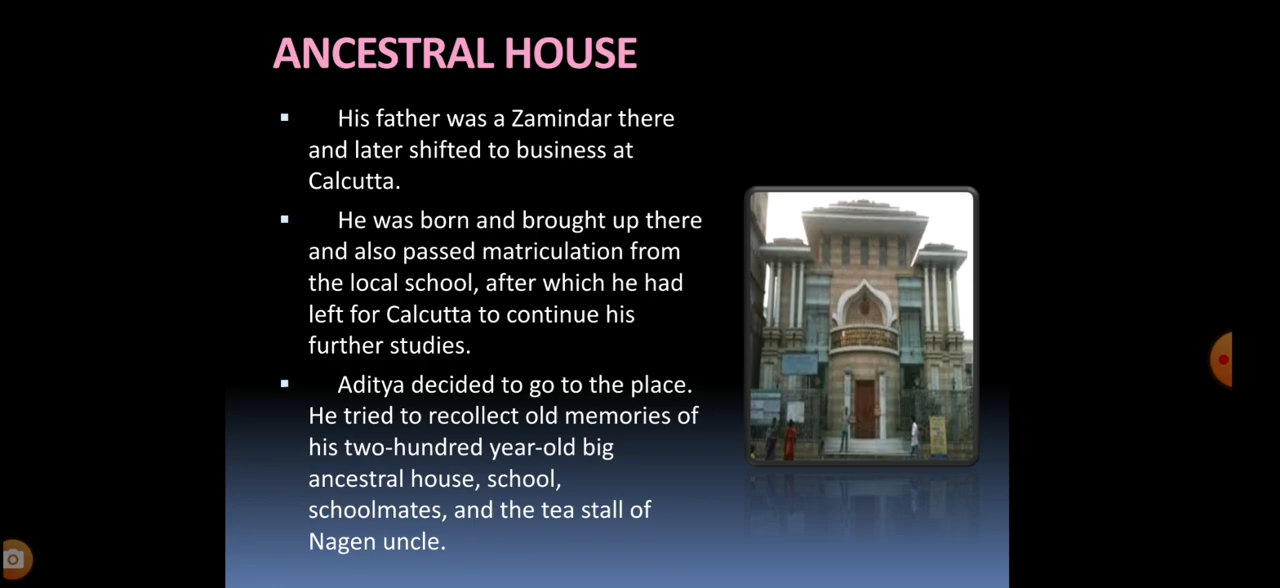 ANCESTRAL HOUSE
▪ His father was a Zamindar there
and later shifted to business at
Calcutta.
▪ He was born and brought up there
and also passed matriculation from
the local school, after which he had
left for Calcutta to continue his
further studies.
▪ Aditya decided to go to the place.
He tried to recollect old memories of
his two-hundred year-old big
ancestral house, school,
schoolmates, and the tea stall of
Nagen uncle.